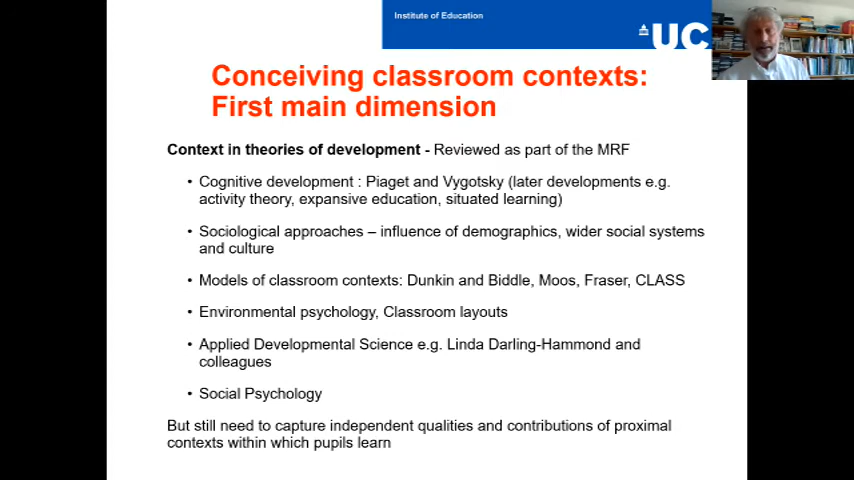 Institute of Education
UC
Conceiving classroom contexts:
First main dimension
Context in theories of development - Reviewed as part of the MRF
• Cognitive development : Piaget and Vygotsky (later developments e.g.
activity theory, expansive education, situated learning)
• Sociological approaches – influence of demographics, wider social systems
and culture
• Models of classroom contexts: Dunkin and Biddle, Moos, Fraser, CLASS
• Environmental psychology, Classroom layouts
• Applied Developmental Science e.g. Linda Darling-Hammond and
colleagues
• Social Psychology
But still need to capture independent qualities and contributions of proximal
contexts within which pupils learn